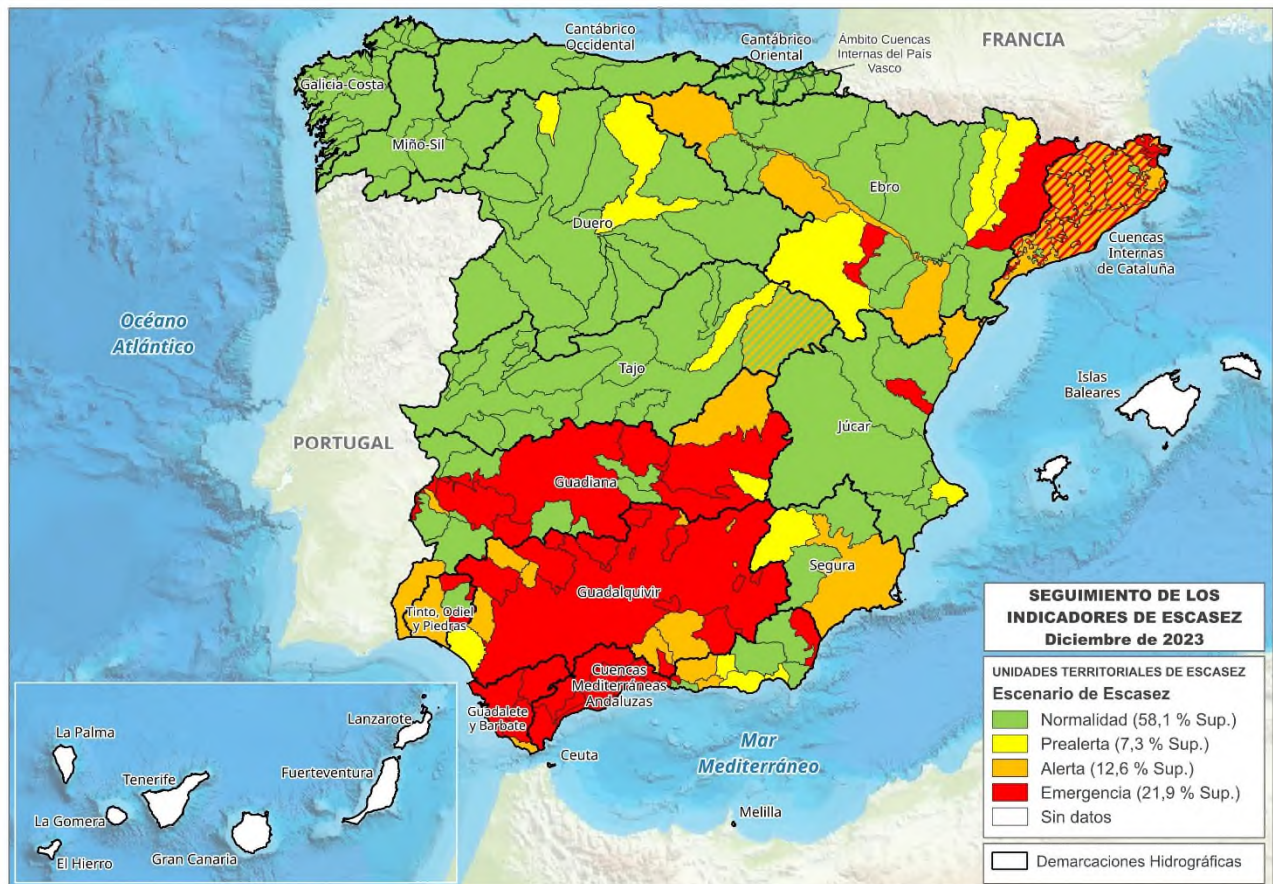 Cantábrico
Occidental
Cantábrico
Oriental
Ámbito Cuencas
Internas del País
Vasco
FRANCIA
Galicia-Costa
Miño-Sil
Ebro
Duero
Cuencas
Internas
de Cataluña
Océano
Atlántico
Tajo
Islas
Baleares
PORTUGAL
Júcar
Guadiana
Segura
Guadalquivir
Tinto, Odiel
y Piedras
Cuencas
Mediterráneas
Andaluzas
Guadalete
y Barbate
Ceuta
Mar
Mediterráneo
Melilla
La Palma
Lanzarote
Tenerife
Fuerteventura
La Gomera
El Hierro
Gran Canaria
SEGUIMIENTO DE LOS
INDICADORES DE ESCASEZ
Diciembre de 2023
UNIDADES TERRITORIALES DE ESCASEZ
Escenario de Escasez
Normalidad (58,1 % Sup.)
Prealerta (7,3 % Sup.)
Alerta (12,6 % Sup.)
Emergencia (21,9 % Sup.)
Sin datos
Demarcaciones Hidrográficas